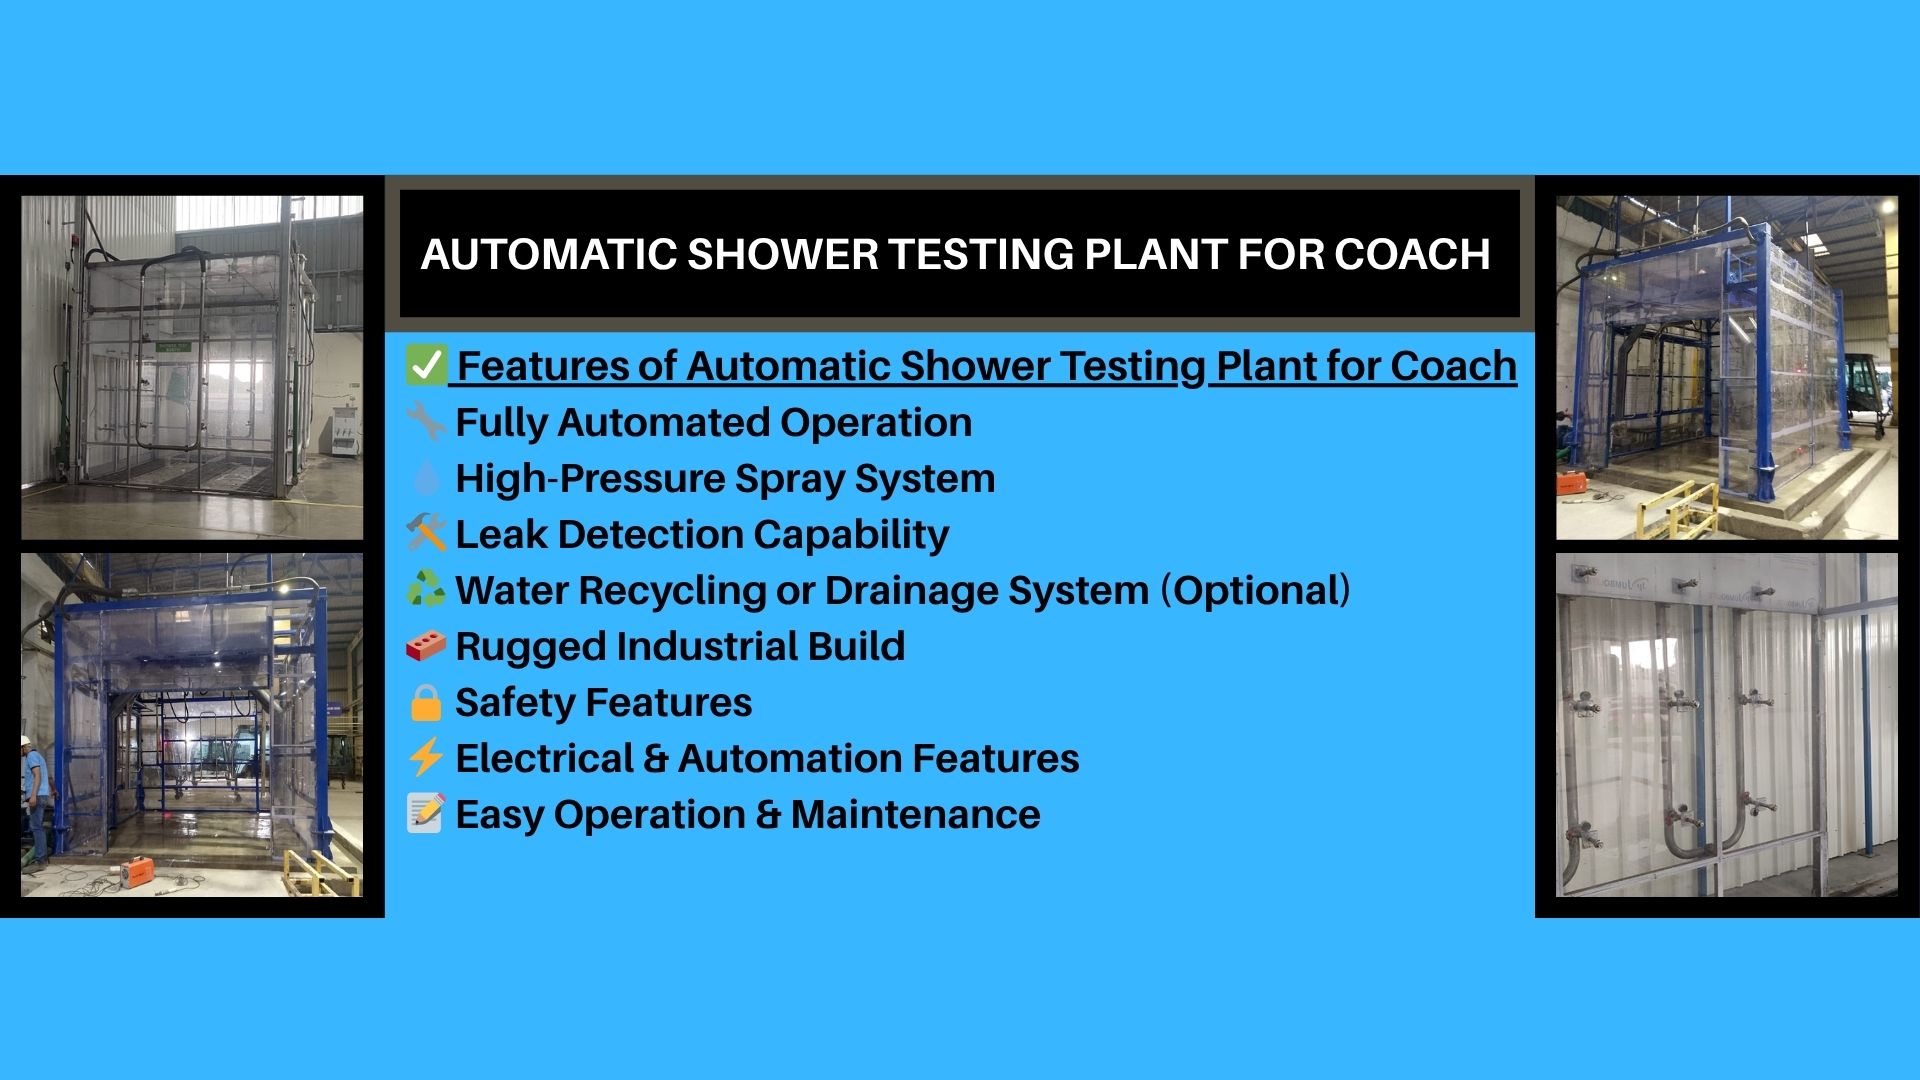 AUTOMATIC SHOWER TESTING PLANT FOR COACH
✅ Features of Automatic Shower Testing Plant for Coach
🔧 Fully Automated Operation
💧 High-Pressure Spray System
🛠️ Leak Detection Capability
♻️ Water Recycling or Drainage System (Optional)
🧱 Rugged Industrial Build
🔒 Safety Features
⚡ Electrical & Automation Features
📝 Easy Operation & Maintenance